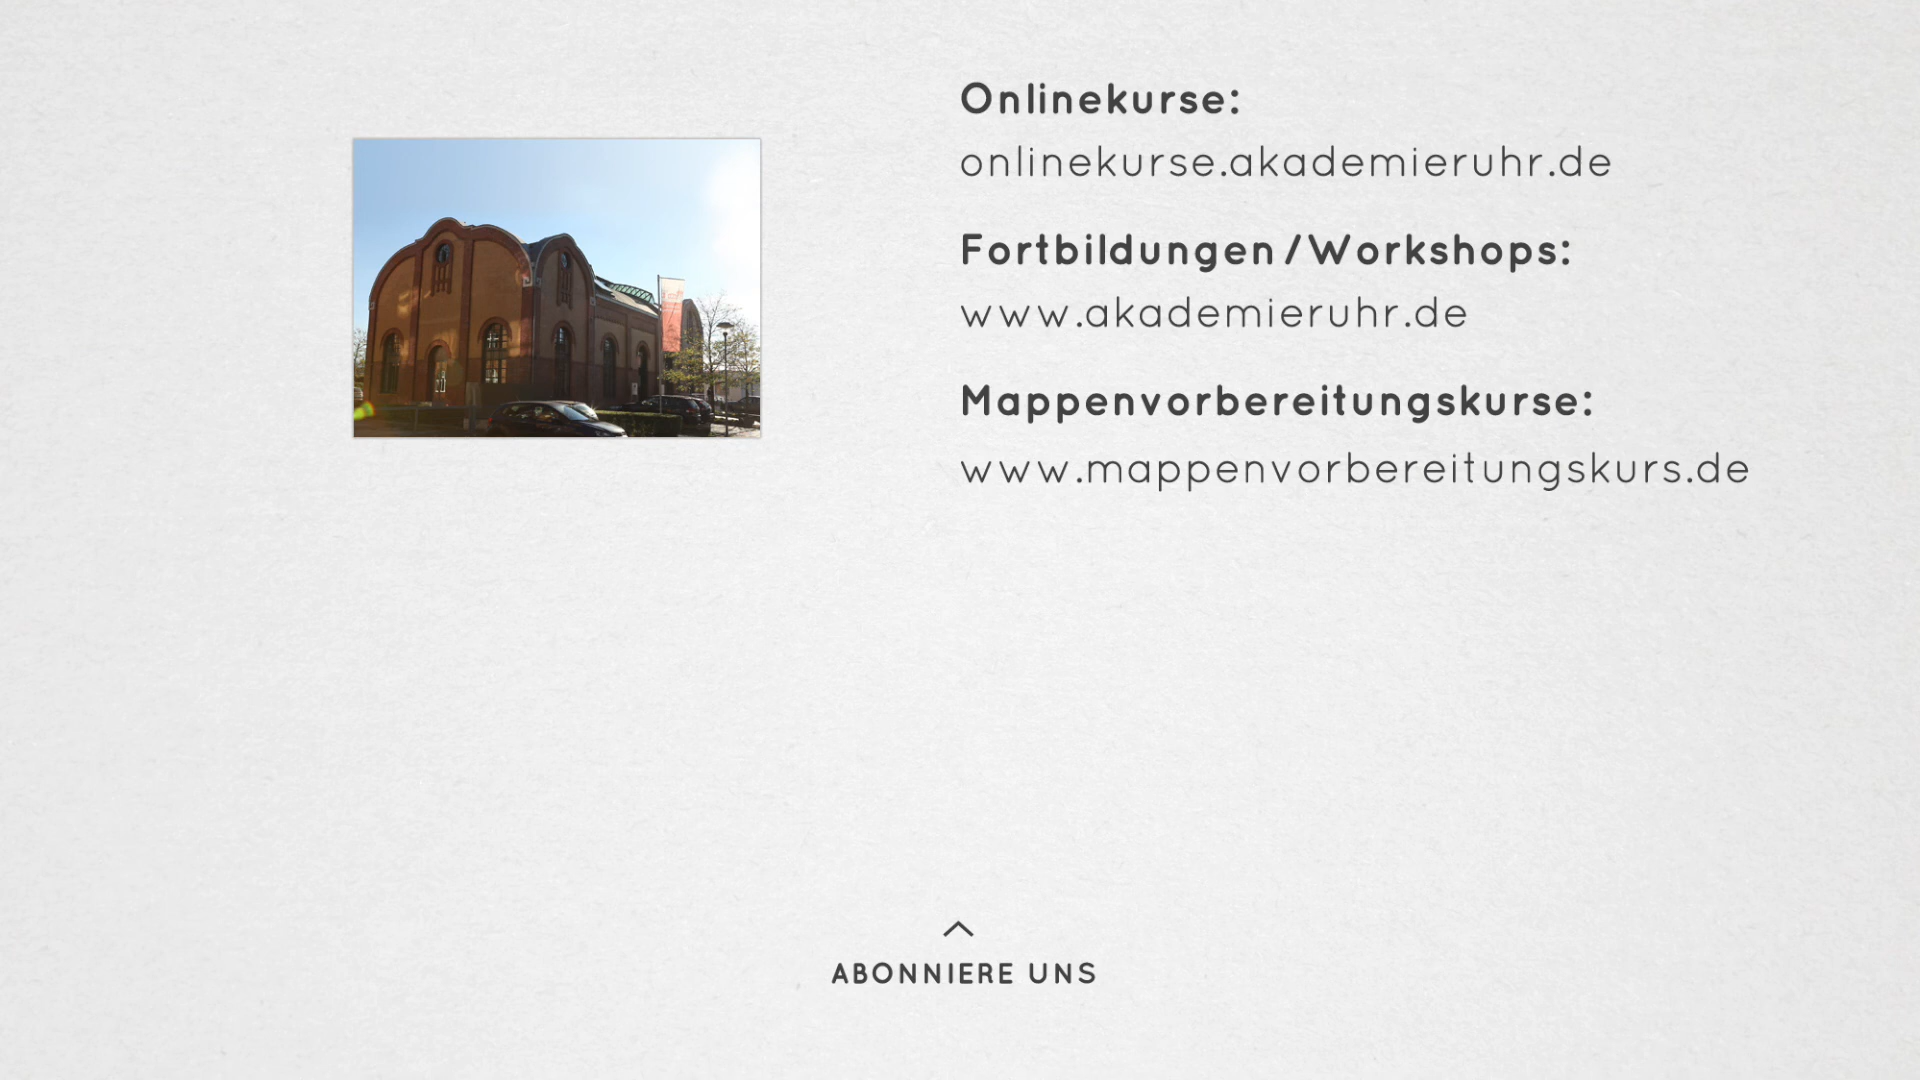 Onlinekurse:
onlinekurse.akademieruhr.de
Fortbildungen/Workshops:
www.akademieruhr.de
Mappenvorbereitungskurse:
www.mappenvorbereitungskurs.de
ABONNIERE UNS